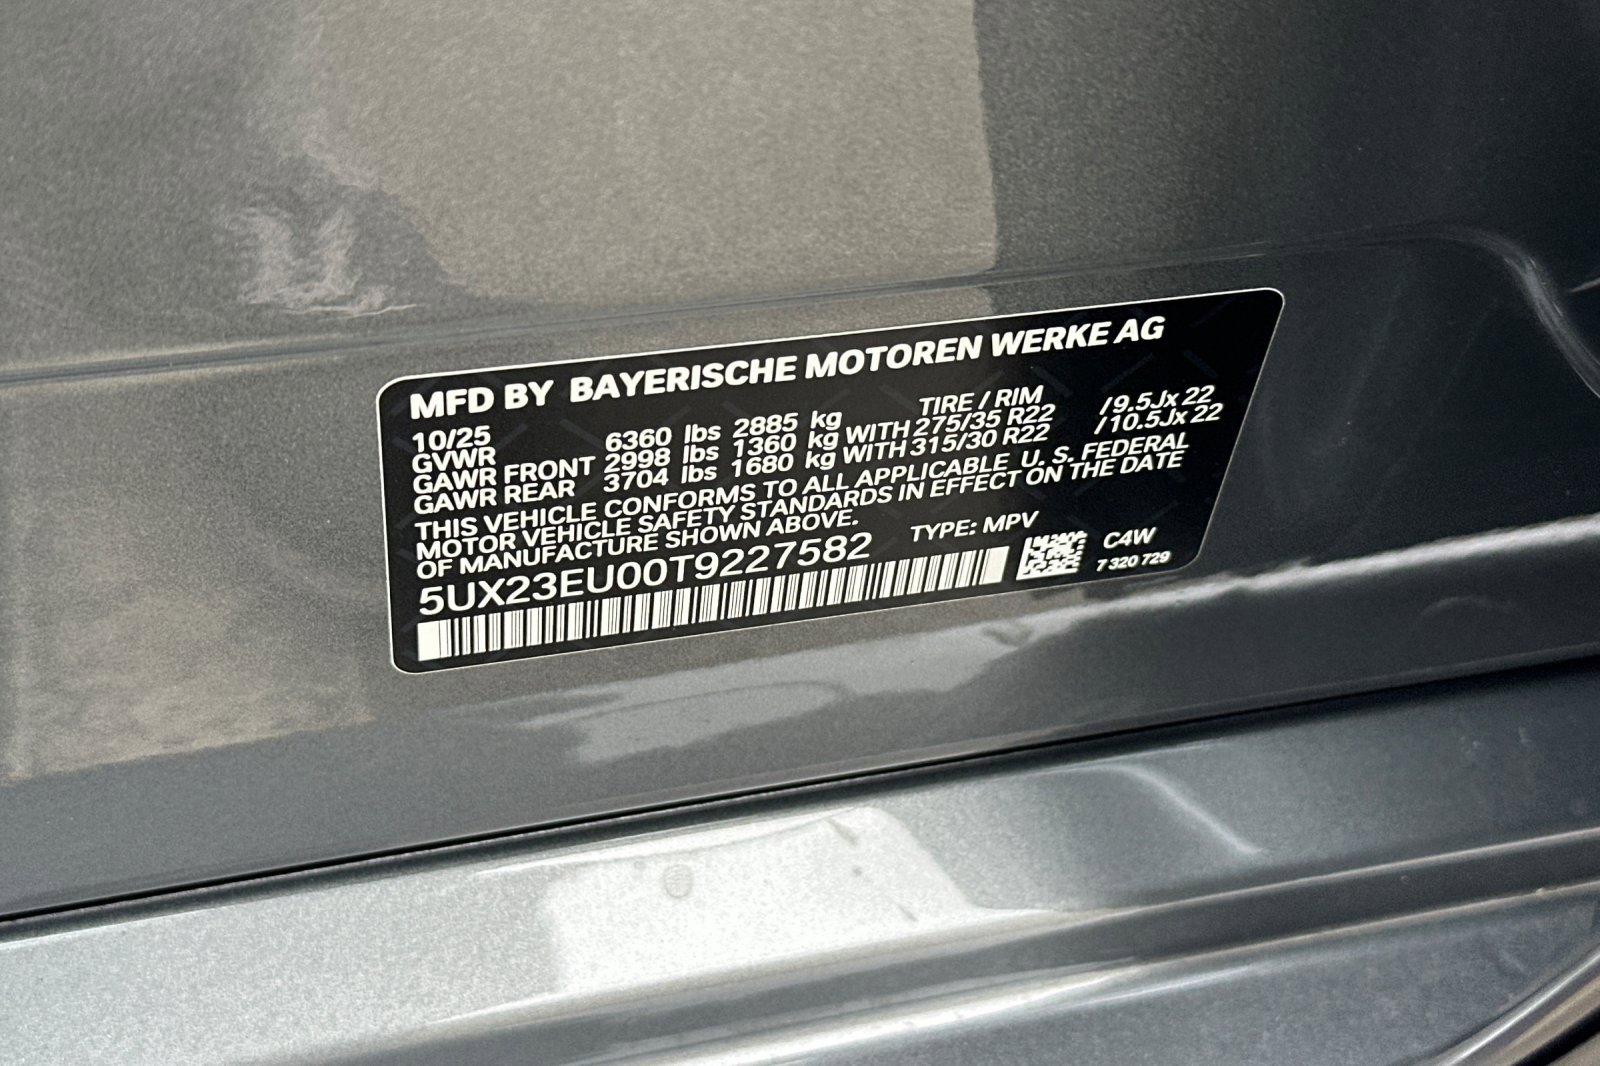 MFD BY BAYERISCHE MOTOREN WERKE AG
10/25 TIRE / RIM
GVWR 6360 lbs 2885 kg
GAWR FRONT 2998 lbs 1360 kg WITH 275/35 R22 /9.5Jx 22
GAWR REAR 3704 lbs 1680 kg WITH 315/30 R22 /10.5Jx 22
THIS VEHICLE CONFORMS TO ALL APPLICABLE U. S. FEDERAL
MOTOR VEHICLE SAFETY STANDARDS IN EFFECT ON THE DATE
OF MANUFACTURE SHOWN ABOVE.
5UX23EU00T9227582 TYPE: MPV C4W
7 320 729